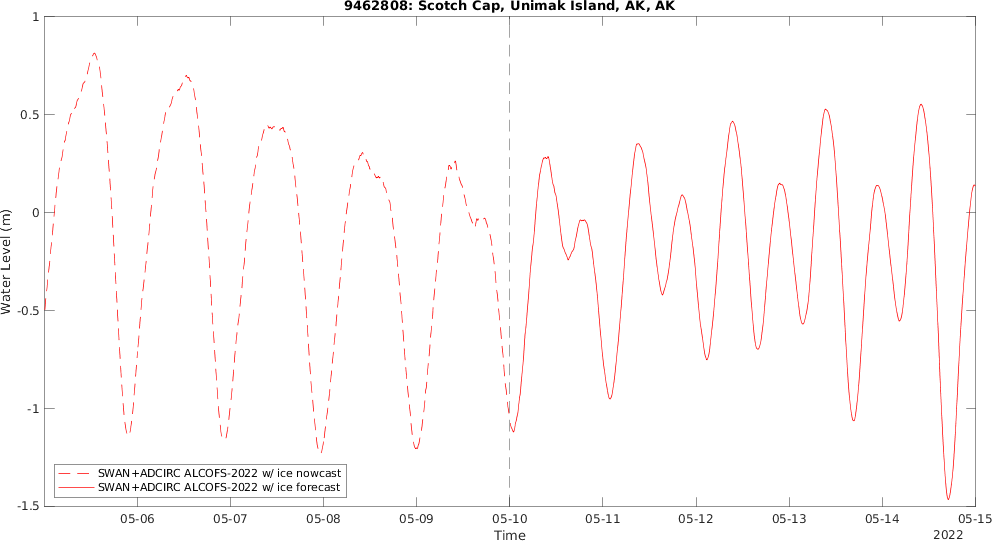 9462808: Scotch Cap, Unimak Island, AK, AK
1
0.5
0
-0.5
-1
-1.5
Water Level (m)
SWAN+ADCIRC ALCOFS-2022 w/ ice nowcast
SWAN+ADCIRC ALCOFS-2022 w/ ice forecast
05-06 05-07 05-08 05-09 05-10 05-11 05-12 05-13 05-14 05-15
Time
2022